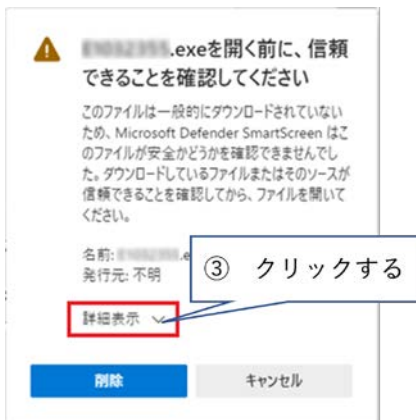 .exeを開く前に、信頼
できることを確認してください
このファイルは一般的にダウンロードされていない
ため、Microsoft Defender SmartScreen はこ
のファイルが安全かどうかを確認できませんでし
た。ダウンロードしているファイルまたはそのソースが
信頼できることを確認してから、ファイルを開いて
ください。
名前:
発行元: 不明
③ クリックする
詳細表示
削除
キャンセル